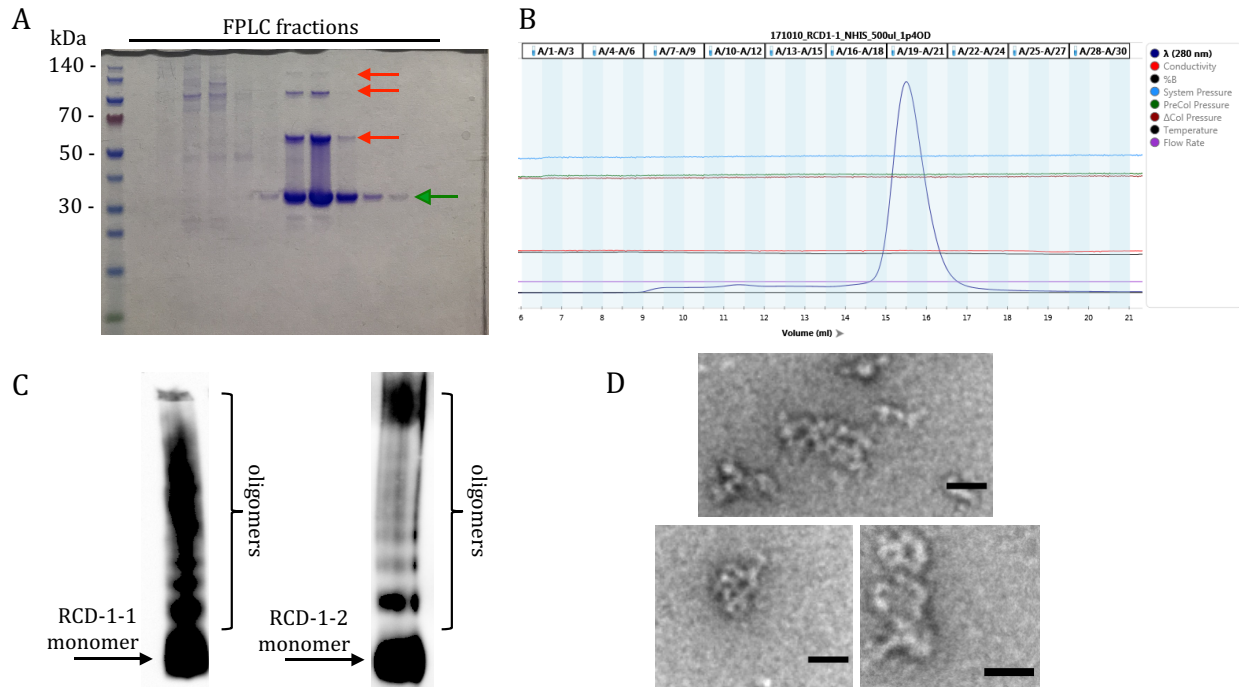 A
FPLC fractions
kDa
140 -
70 -
50 -
30 -
B
171010_RCD1-1_NHIS_500ul_1p4OD
A/1-A/3 A/4-A/6 A/7-A/9 A/10-A/12 A/13-A/15 A/16-A/18 A/19-A/21 A/22-A/24 A/25-A/27 A/28-A/30
λ (280 nm)
Conductivity
%B
System Pressure
PreCol Pressure
ΔCol Pressure
Temperature
Flow Rate
6 7 8 9 10 11 12 13 14 15 16 17 18 19 20 21
Volume (ml)
C
oligomers
RCD-1-1
monomer
oligomers
RCD-1-2
monomer
D